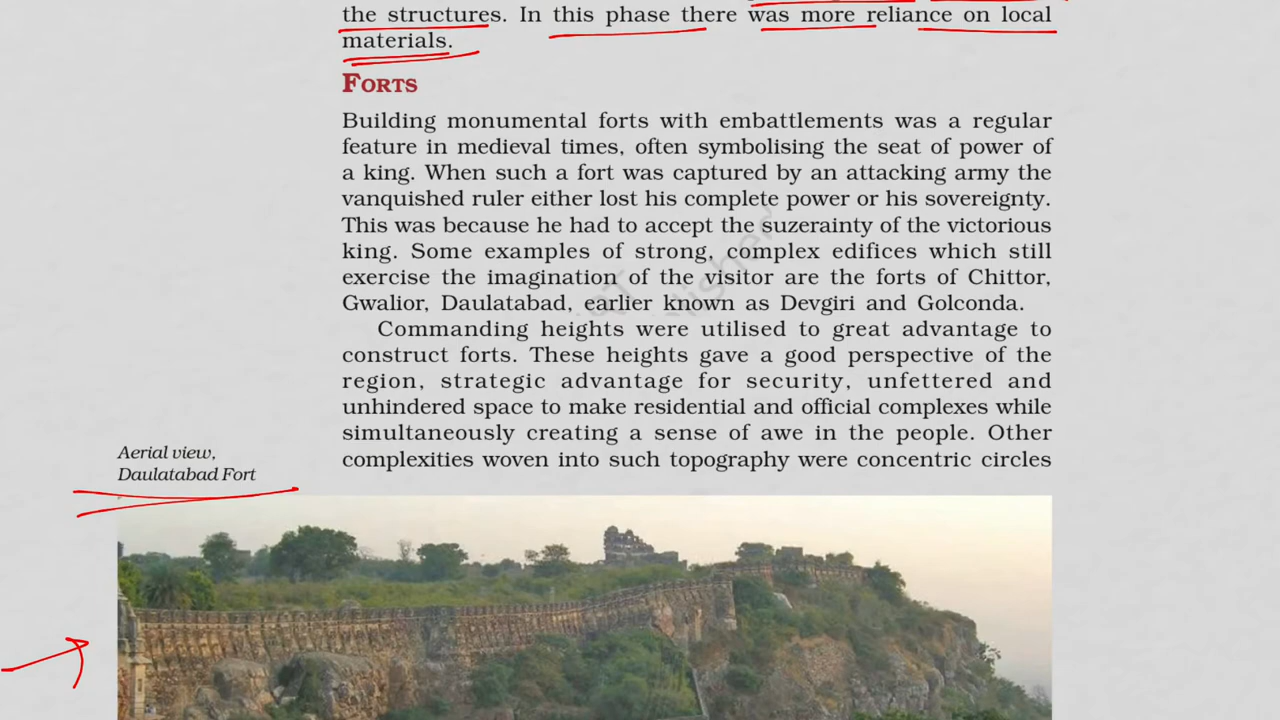 the structures. In this phase there was more reliance on local
materials.
FORTS
Building monumental forts with embattlements was a regular
feature in medieval times, often symbolising the seat of power of
a king. When such a fort was captured by an attacking army the
vanquished ruler either lost his complete power or his sovereignty.
This was because he had to accept the suzerainty of the victorious
king. Some examples of strong, complex edifices which still
exercise the imagination of the visitor are the forts of Chittor,
Gwalior, Daulatabad, earlier known as Devgiri and Golconda.
Commanding heights were utilised to great advantage to
construct forts. These heights gave a good perspective of the
region, strategic advantage for security, unfettered and
unhindered space to make residential and official complexes while
simultaneously creating a sense of awe in the people. Other
complexities woven into such topography were concentric circles
Aerial view,
Daulatabad Fort